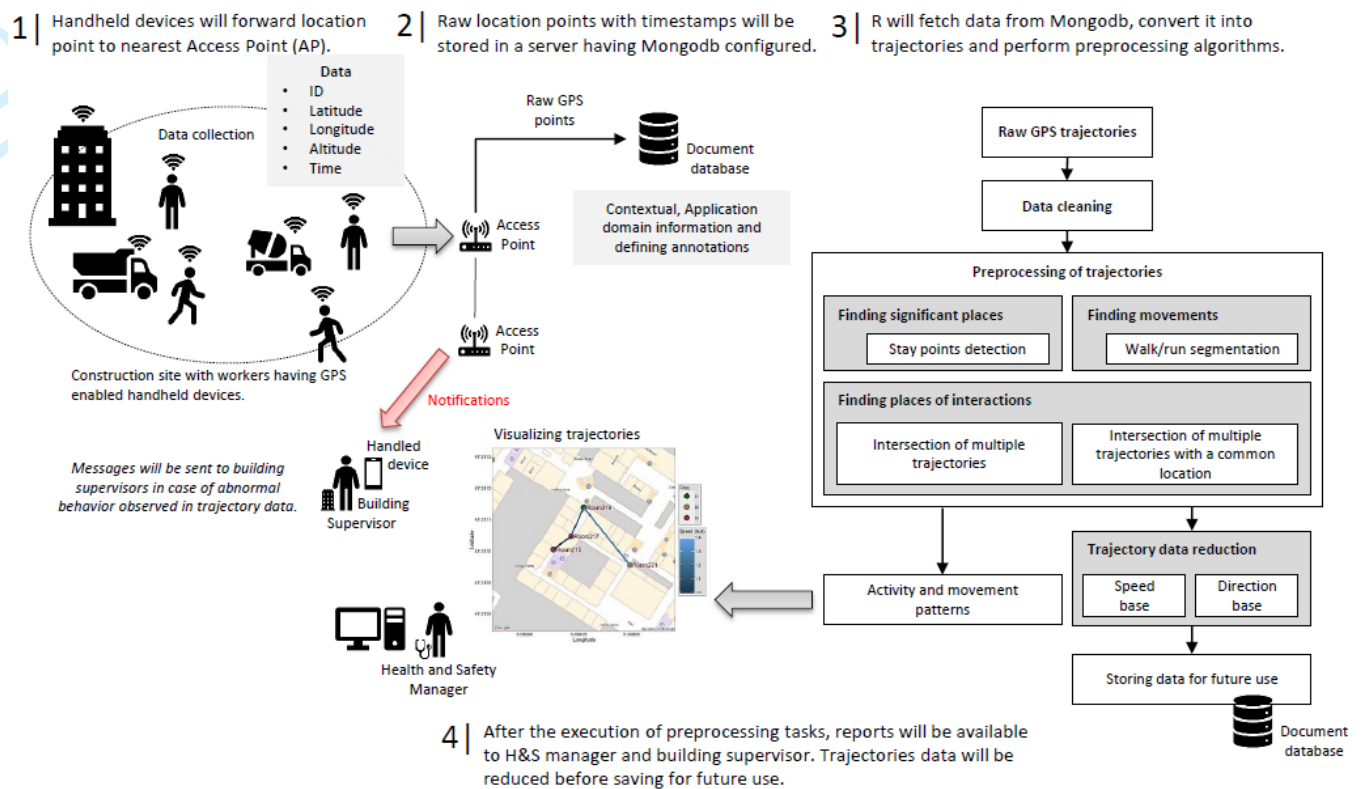 1| Handheld devices will forward location
point to nearest Access Point (AP).
2| Raw location points with timestamps will be
stored in a server having Mongodb configured.
3| R will fetch data from Mongodb, convert it into
trajectories and perform preprocessing algorithms.
Data
• ID
• Latitude
• Longitude
• Altitude
• Time
Data collection
Construction site with workers having GPS
enabled handheld devices.
Raw GPS
points
Document
database
Access
Point
Contextual, Application
domain information and
defining annotations
Access
Point
Notifications
Messages will be sent to building
supervisors in case of abnormal
behavior observed in trajectory data.
Handled
device
Building
Supervisor
Visualizing trajectories
Room217
Room221
Longitude
Health and Safety
Manager
Raw GPS trajectories
Data cleaning
Preprocessing of trajectories
Finding significant places
Stay points detection
Finding movements
Walk/run segmentation
Finding places of interactions
Intersection of multiple
trajectories
Intersection of multiple
trajectories with a common
location
Activity and movement
patterns
Trajectory data reduction
Speed
base
Direction
base
Storing data for future use
Document
database
4| After the execution of preprocessing tasks, reports will be available
to H&S manager and building supervisor. Trajectories data will be
reduced before saving for future use.